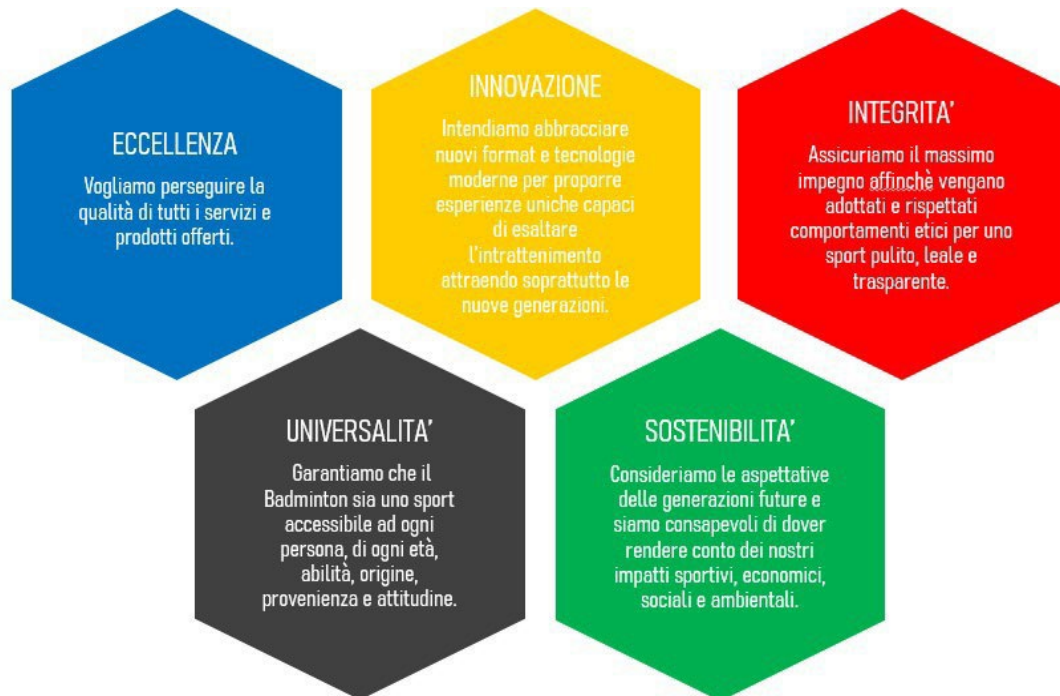 ECCELLENZA
Vogliamo perseguire la
qualità di tutti i servizi e
prodotti offerti.
INNOVAZIONE
Intendiamo abbracciare
nuovi format e tecnologie
moderne per proporre
esperienze uniche capaci
di esaltare
l'intrattenimento
attraendo soprattutto le
nuove generazioni.
INTEGRITA'
Assicuriamo il massimo
impegno affinchè vengano
adottati e rispettati
comportamenti etici per uno
sport pulito, leale e
trasparente.
UNIVERSALITA'
Garantiamo che il
Badminton sia uno sport
accessibile ad ogni
persona, di ogni età,
abilità, origine,
provenienza e attitudine.
SOSTENIBILITA'
Consideriamo le aspettative
delle generazioni future e
siamo consapevoli di dover
rendere conto dei nostri
impatti sportivi, economici,
sociali e ambientali.